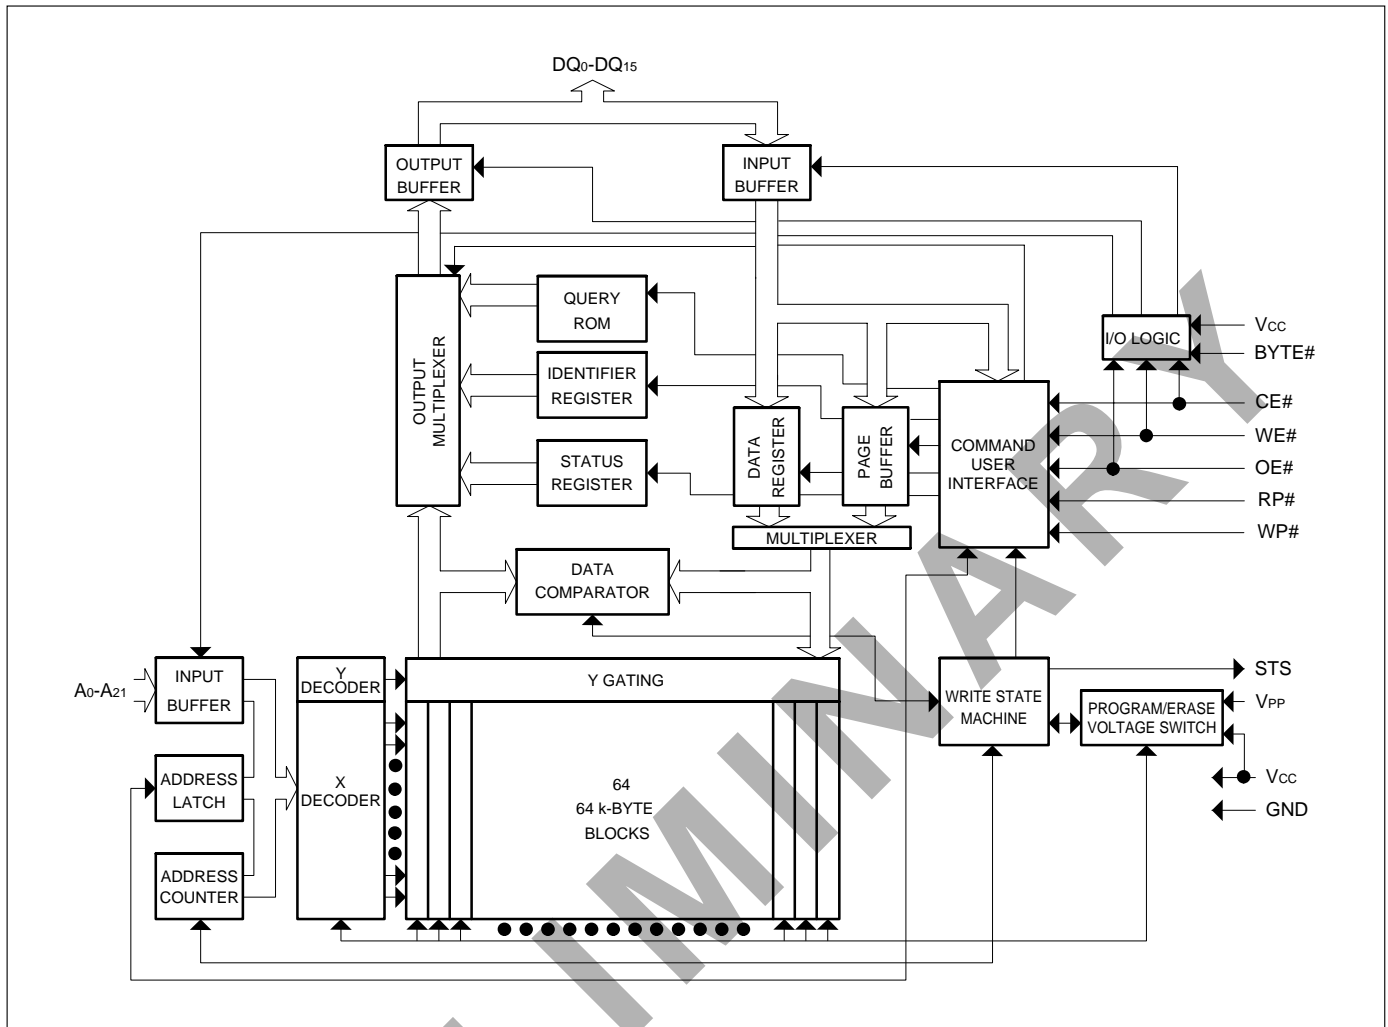 DQ0-DQ15
OUTPUT
BUFFER
INPUT
BUFFER
OUTPUT
MULTIPLEXER
QUERY
ROM
IDENTIFIER
REGISTER
STATUS
REGISTER
DATA
REGISTER
PAGE
BUFFER
MULTIPLEXER
COMMAND
USER
INTERFACE
I/O LOGIC
VCC
BYTE#
CE#
WE#
OE#
RP#
WP#
DATA
COMPARATOR
A0-A21
INPUT
BUFFER
Y
DECODER
Y GATING
WRITE STATE
MACHINE
STS
PROGRAM/ERASE
VOLTAGE SWITCH
VPP
VCC
GND
ADDRESS
LATCH
X
DECODER
64
64 k-BYTE
BLOCKS
ADDRESS
COUNTER
IMINARY